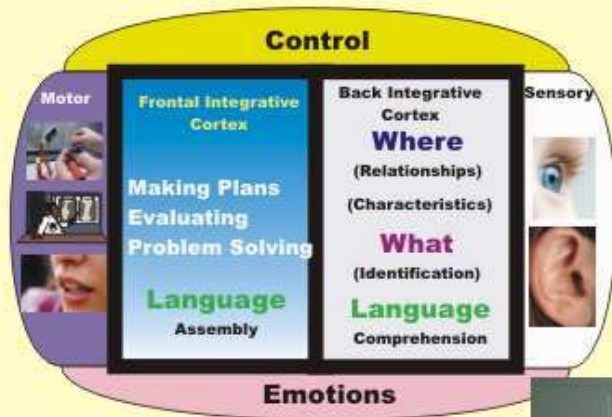 Control
Motor
Frontal Integrative
Cortex
Making Plans
Evaluating
Problem Solving
Language
Assembly
Back Integrative
Cortex
Where
(Relationships)
(Characteristics)
What
(Identification)
Language
Comprehension
Sensory
Emotions